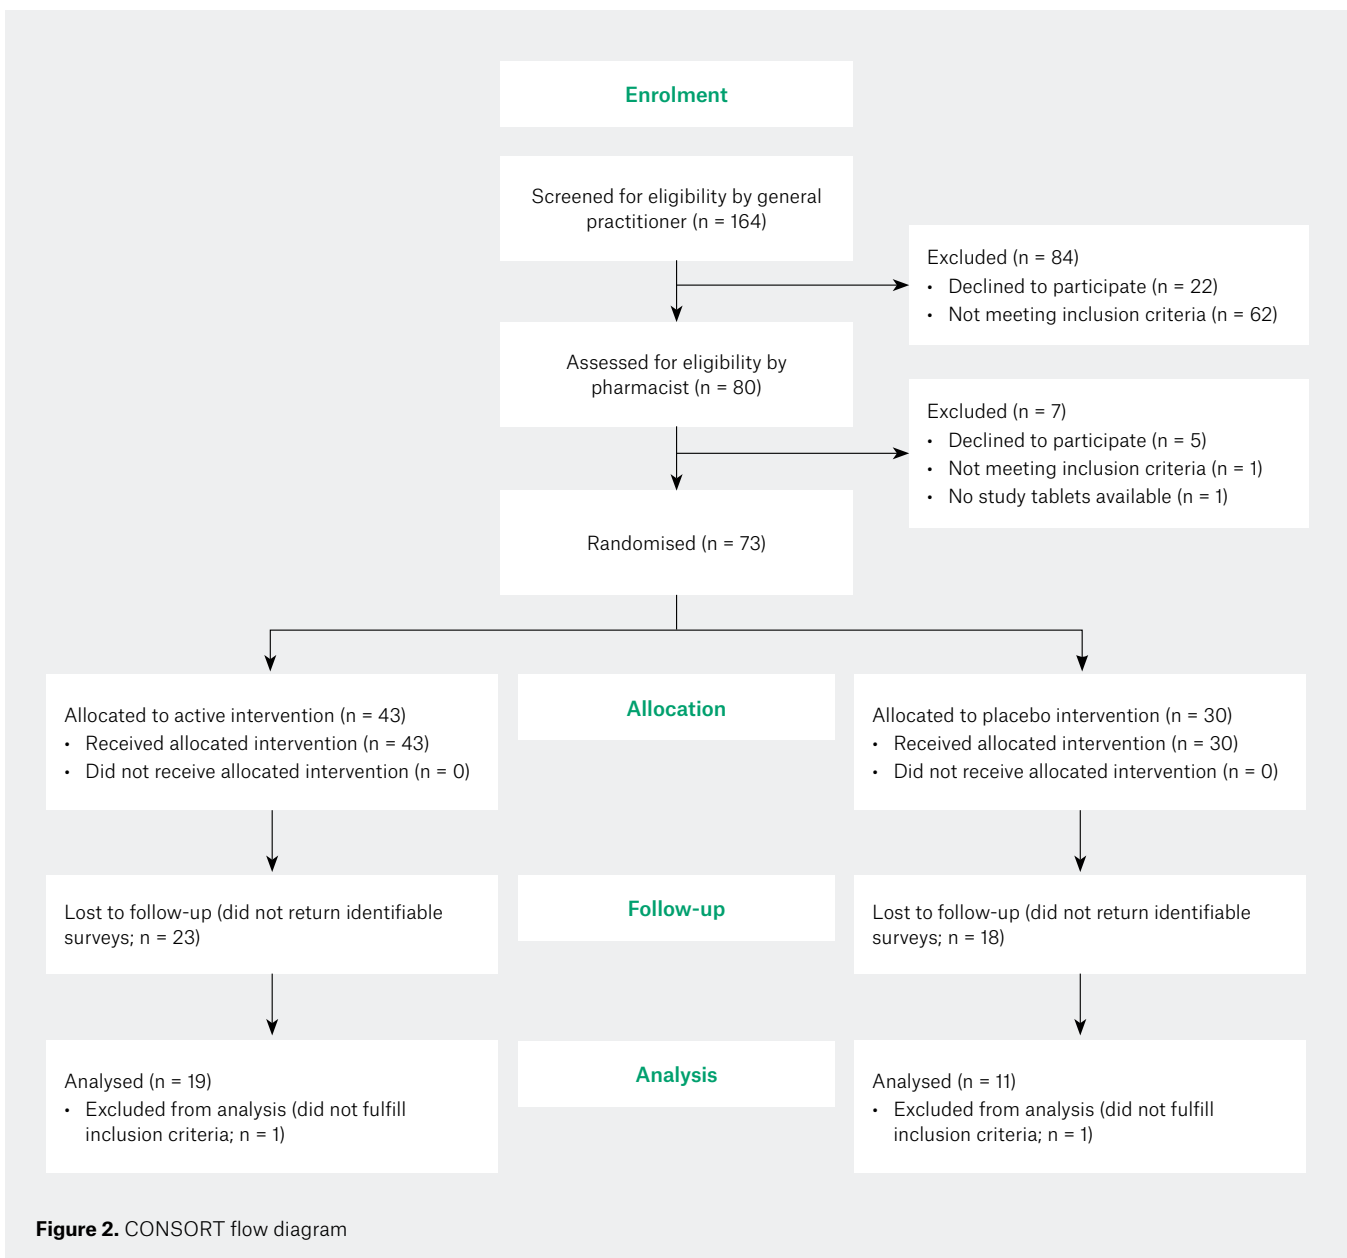 Enrolment
Screened for eligibility by general
practitioner (n = 164)
Excluded (n = 84)
• Declined to participate (n = 22)
• Not meeting inclusion criteria (n = 62)
Assessed for eligibility by
pharmacist (n = 80)
Excluded (n = 7)
• Declined to participate (n = 5)
• Not meeting inclusion criteria (n = 1)
• No study tablets available (n = 1)
Randomised (n = 73)
Allocation
Allocated to active intervention (n = 43)
• Received allocated intervention (n = 43)
• Did not receive allocated intervention (n = 0)
Allocated to placebo intervention (n = 30)
• Received allocated intervention (n = 30)
• Did not receive allocated intervention (n = 0)
Follow-up
Lost to follow-up (did not return identifiable
surveys; n = 23)
Lost to follow-up (did not return identifiable
surveys; n = 18)
Analysis
Analysed (n = 19)
• Excluded from analysis (did not fulfill
inclusion criteria; n = 1)
Analysed (n = 11)
• Excluded from analysis (did not fulfill
inclusion criteria; n = 1)
Figure 2. CONSORT flow diagram